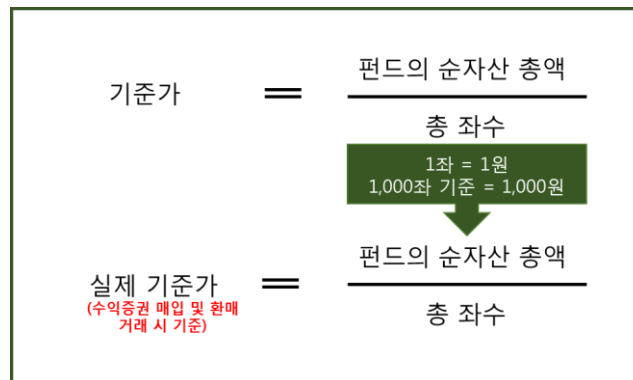 펀드의 순자산 총액
기준가 =
총 좌수
1좌 = 1원
1,000좌 기준 = 1,000원
펀드의 순자산 총액
실제 기준가 =
(수익증권 매입 및 환매
거래 시 기준)
총 좌수